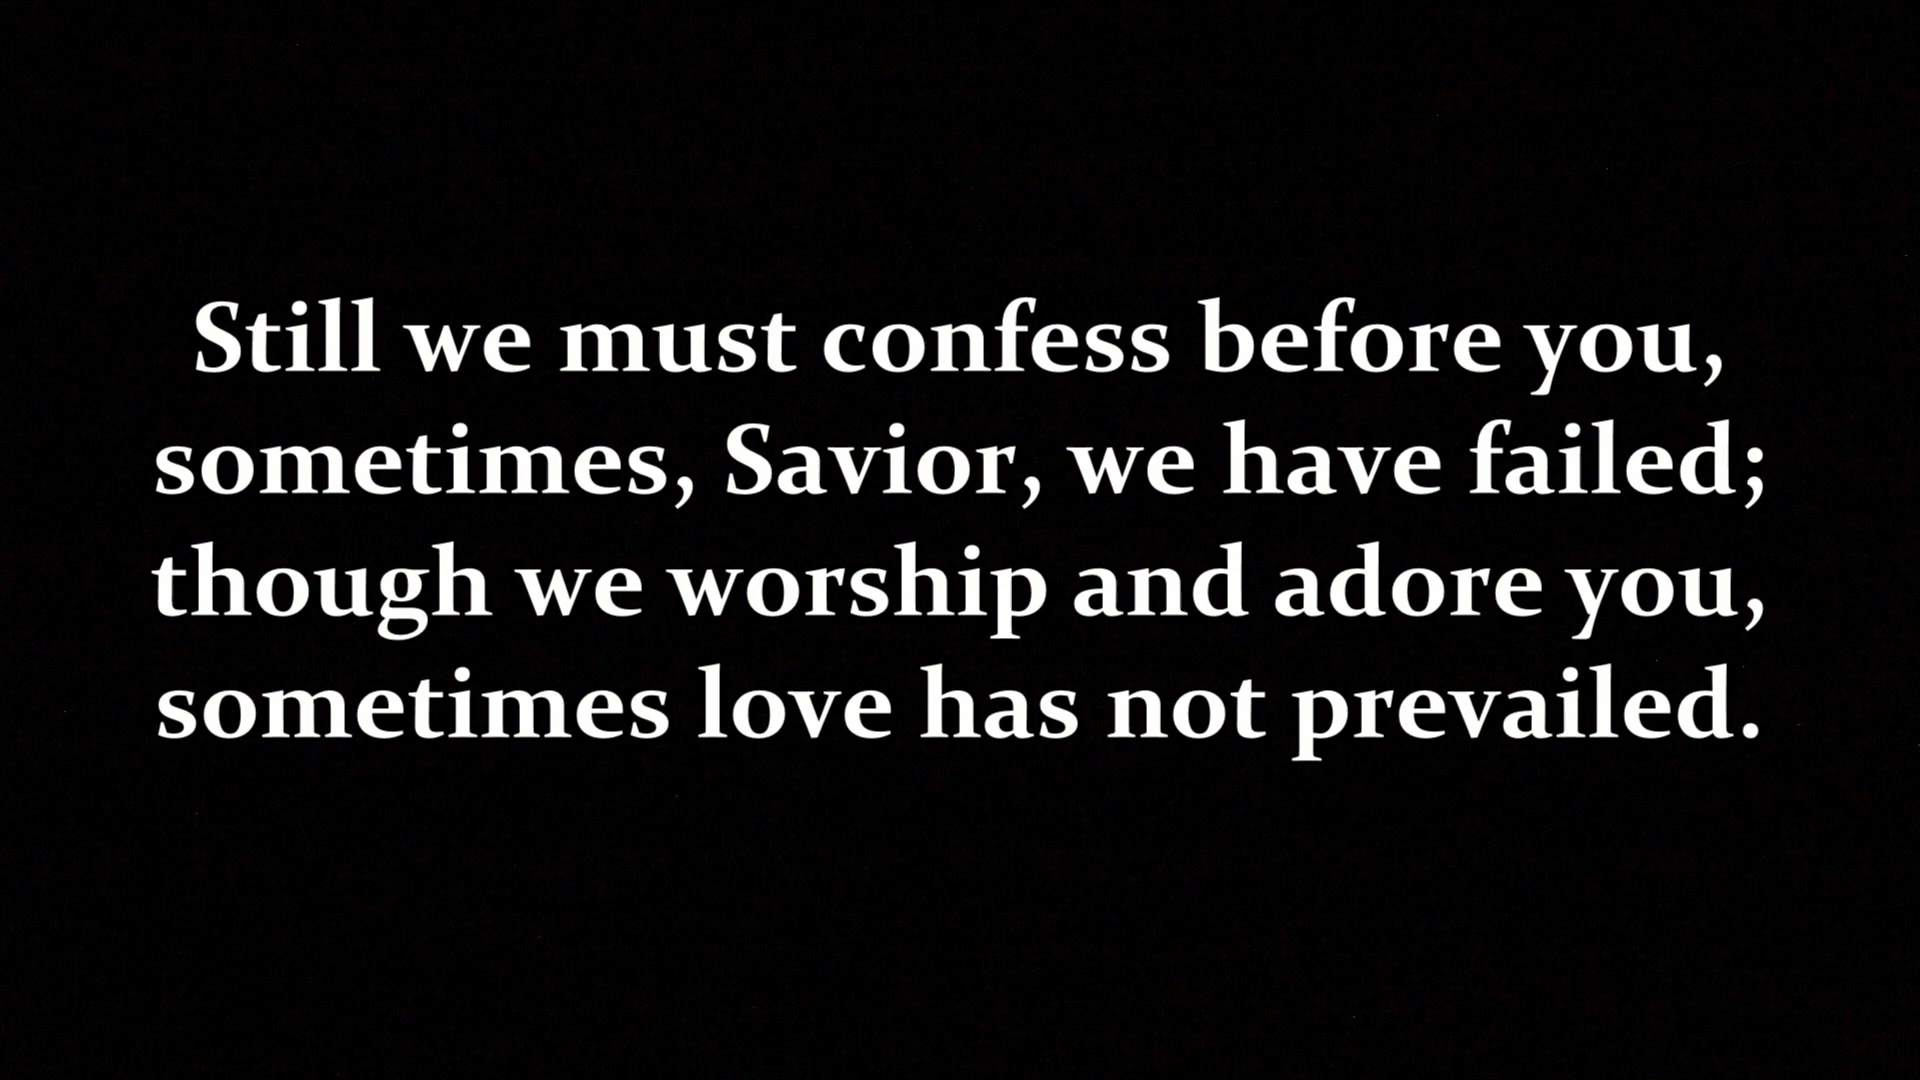 Still we must confess before you,
sometimes, Savior, we have failed;
though we worship and adore you,
sometimes love has not prevailed.